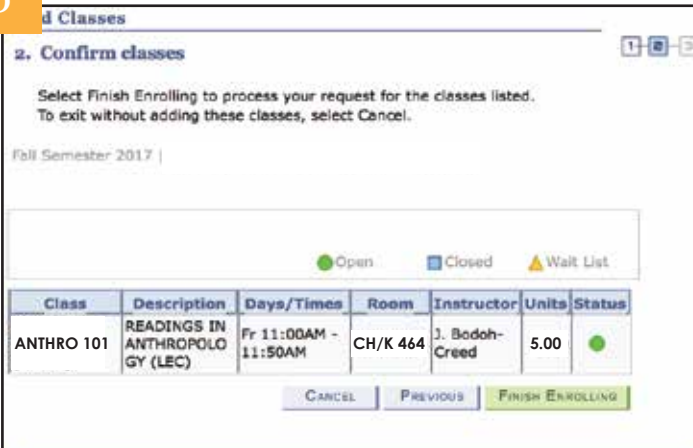 d Classes
2. Confirm classes
1 2 3
Select Finish Enrolling to process your request for the classes listed.
To exit without adding these classes, select Cancel.
Fall Semester 2017 |
Open Closed Wait List
Class Description Days/Times Room Instructor Units Status
ANTHRO 101 READINGS IN ANTHROPOLO GY (LEC) Fr 11:00AM - 11:50AM CH/K 464 J. Bodoh-Creed 5.00
CANCEL PREVIOUS FINISH ENROLLING